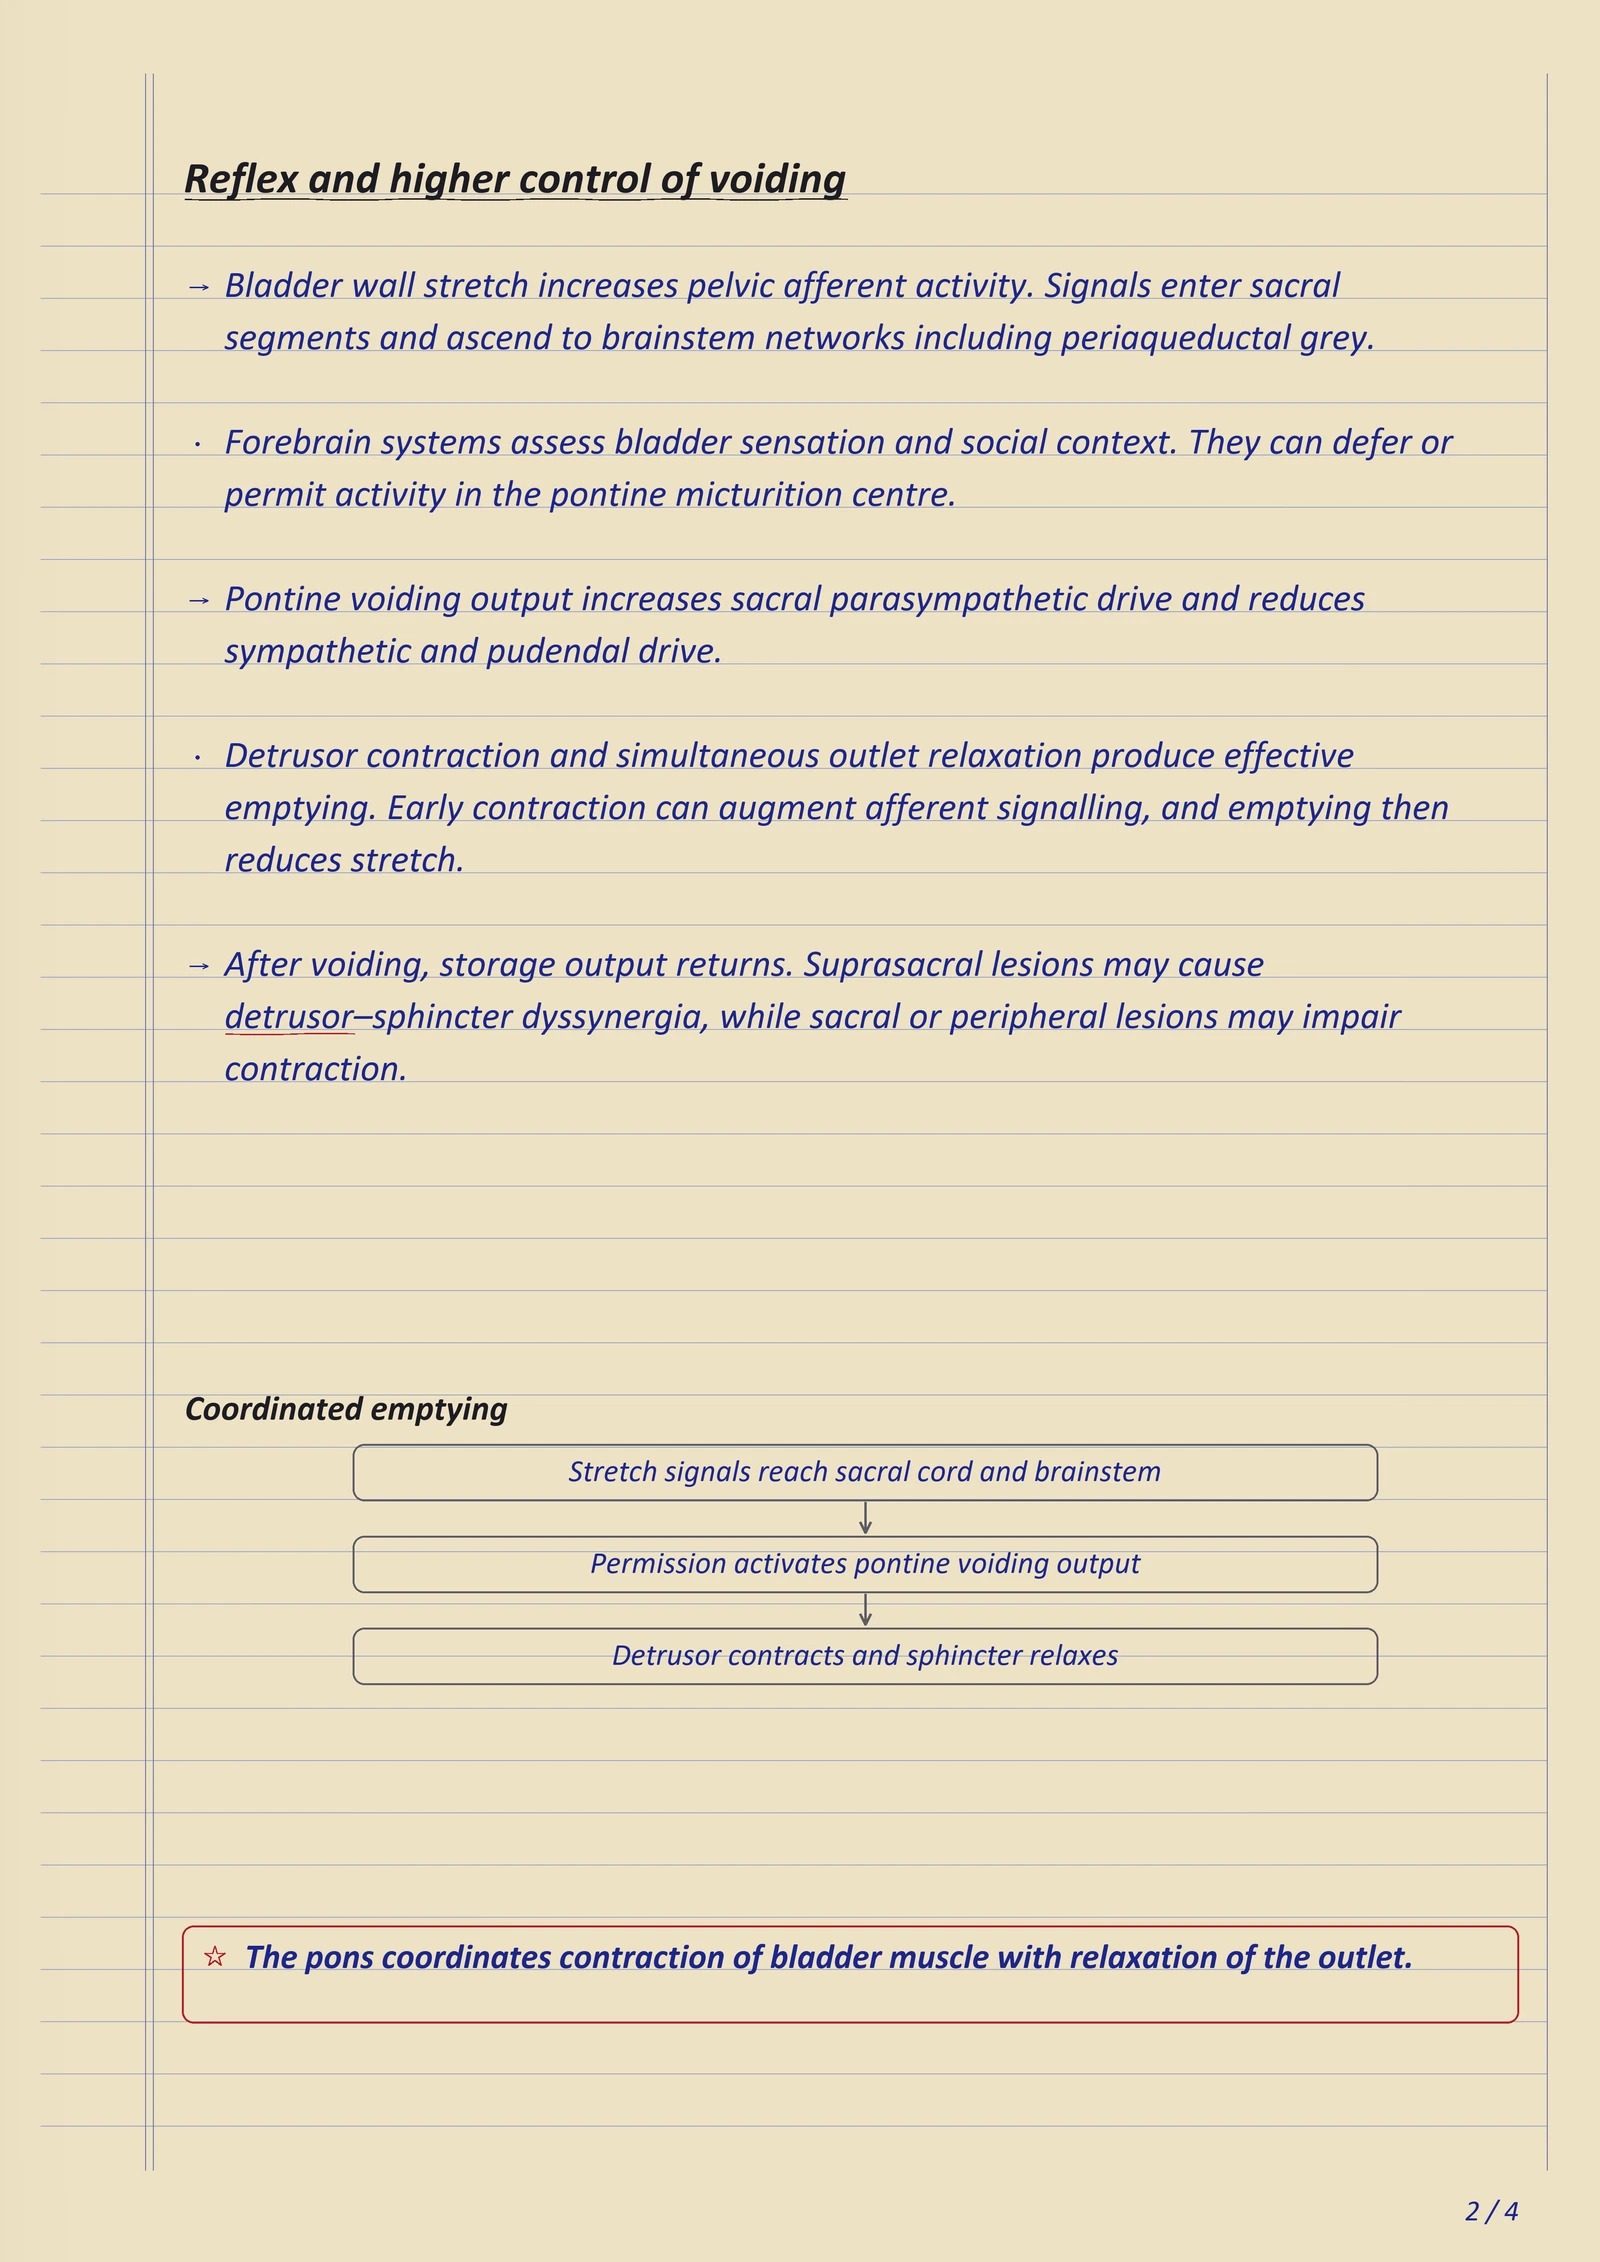 Reflex and higher control of voiding
→ Bladder wall stretch increases pelvic afferent activity. Signals enter sacral
segments and ascend to brainstem networks including periaqueductal grey.
· Forebrain systems assess bladder sensation and social context. They can defer or
permit activity in the pontine micturition centre.
→ Pontine voiding output increases sacral parasympathetic drive and reduces
sympathetic and pudendal drive.
· Detrusor contraction and simultaneous outlet relaxation produce effective
emptying. Early contraction can augment afferent signalling, and emptying then
reduces stretch.
→ After voiding, storage output returns. Suprasacral lesions may cause
detrusor–sphincter dyssynergia, while sacral or peripheral lesions may impair
contraction.
Coordinated emptying
Stretch signals reach sacral cord and brainstem
Permission activates pontine voiding output
Detrusor contracts and sphincter relaxes
☆ The pons coordinates contraction of bladder muscle with relaxation of the outlet.
2 / 4